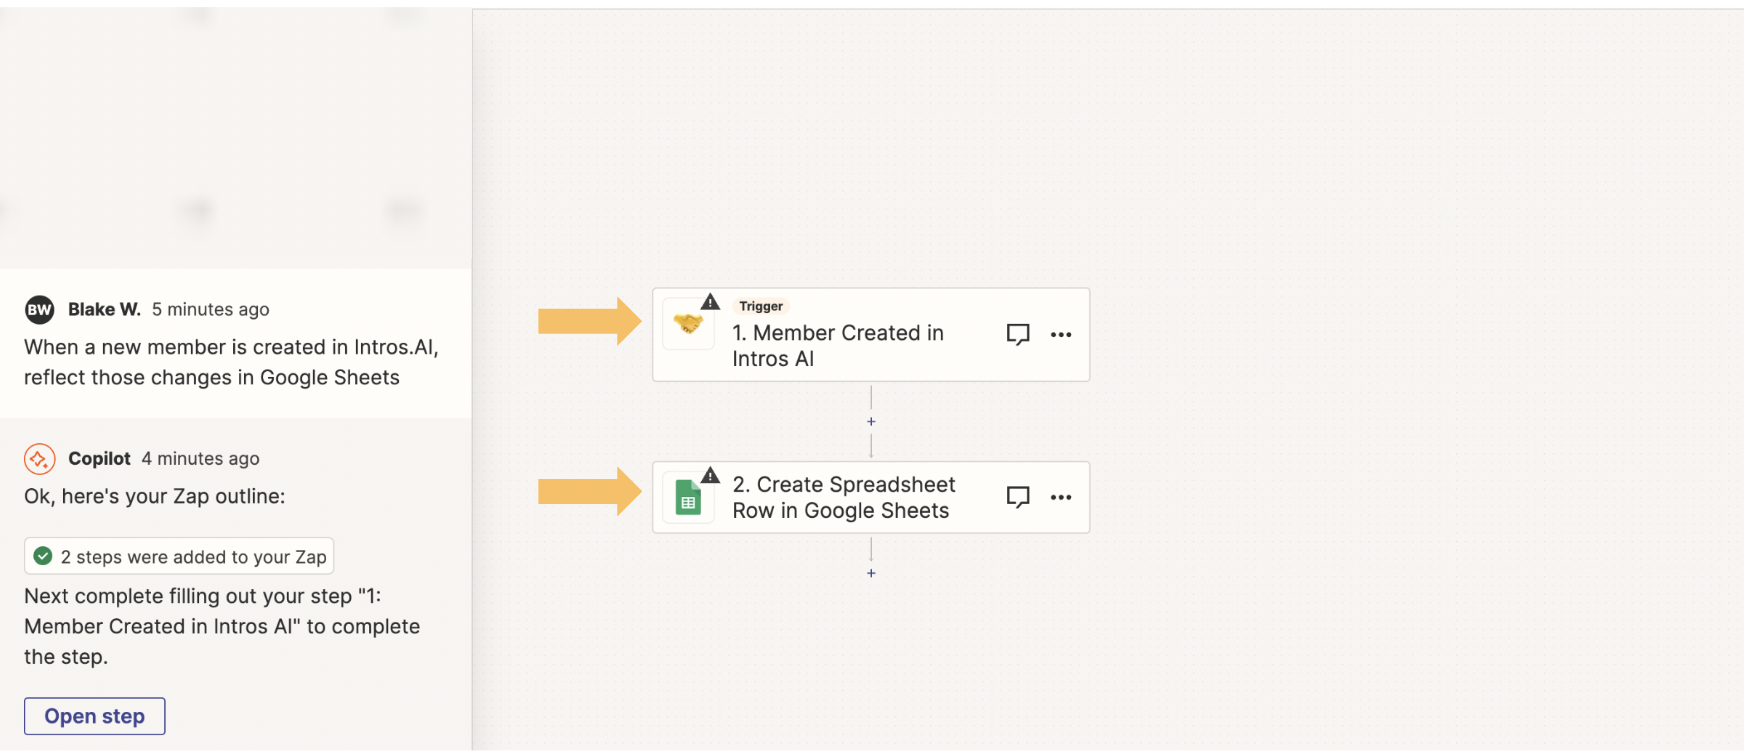 BW Blake W. 5 minutes ago
When a new member is created in Intros.AI,
reflect those changes in Google Sheets
Copilot 4 minutes ago
Ok, here's your Zap outline:
2 steps were added to your Zap
Next complete filling out your step "1:
Member Created in Intros AI" to complete
the step.
Open step
Trigger
1. Member Created in
Intros AI
2. Create Spreadsheet
Row in Google Sheets